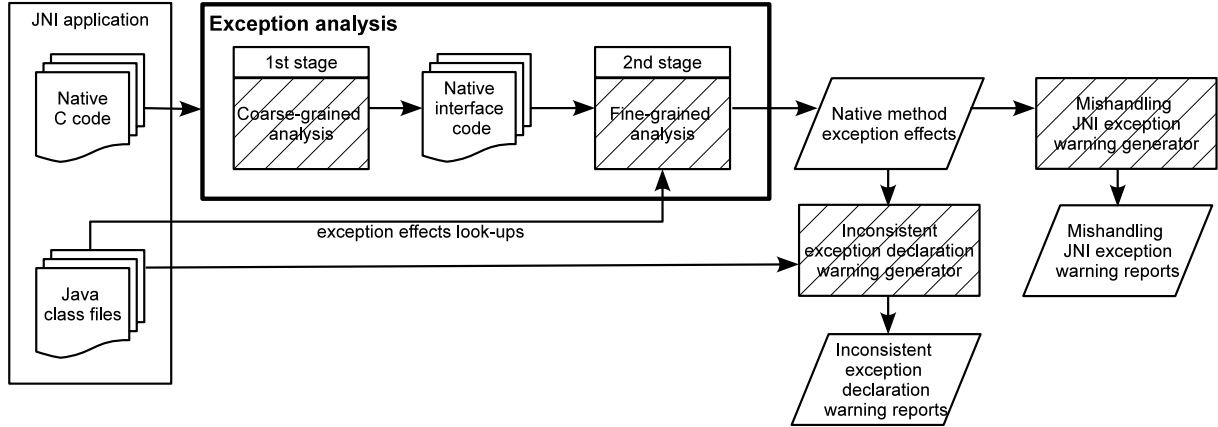 JNI application
Exception analysis
Native
C code
1st stage
Coarse-grained
analysis
Native
interface
code
2nd stage
Fine-grained
analysis
Native method
exception effects
Mishandling
JNI exception
warning generator
exception effects look-ups
Java
class files
Inconsistent
exception declaration
warning generator
Mishandling
JNI exception
warning reports
Inconsistent
exception
declaration
warning reports